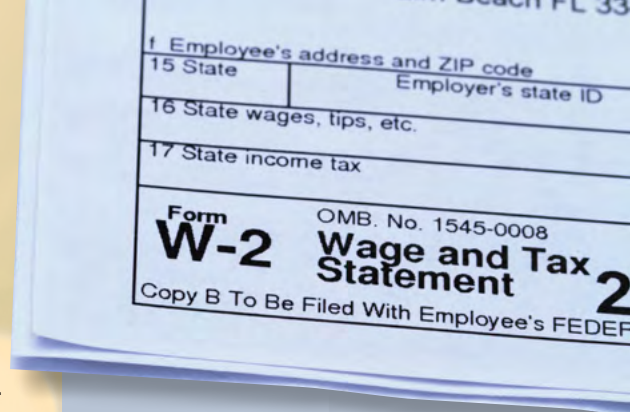 Beach FL 33
f Employee's address and ZIP code
15 State Employer's state ID
16 State wages, tips, etc.
17 State income tax
Form
W-2
OMB. No. 1545-0008
Wage and Tax
Statement
2
Copy B To Be Filed With Employee's FEDER